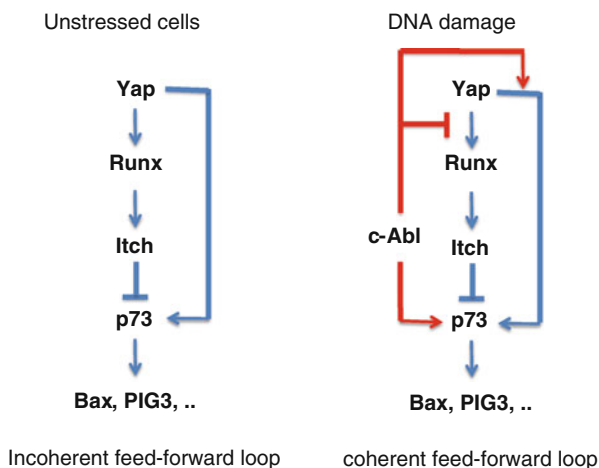 Unstressed cells
Yap
Runx
Itch
p73
Bax, PIG3, ..
Incoherent feed-forward loop
DNA damage
Yap
Runx
c-Abl
Itch
p73
Bax, PIG3, ..
coherent feed-forward loop